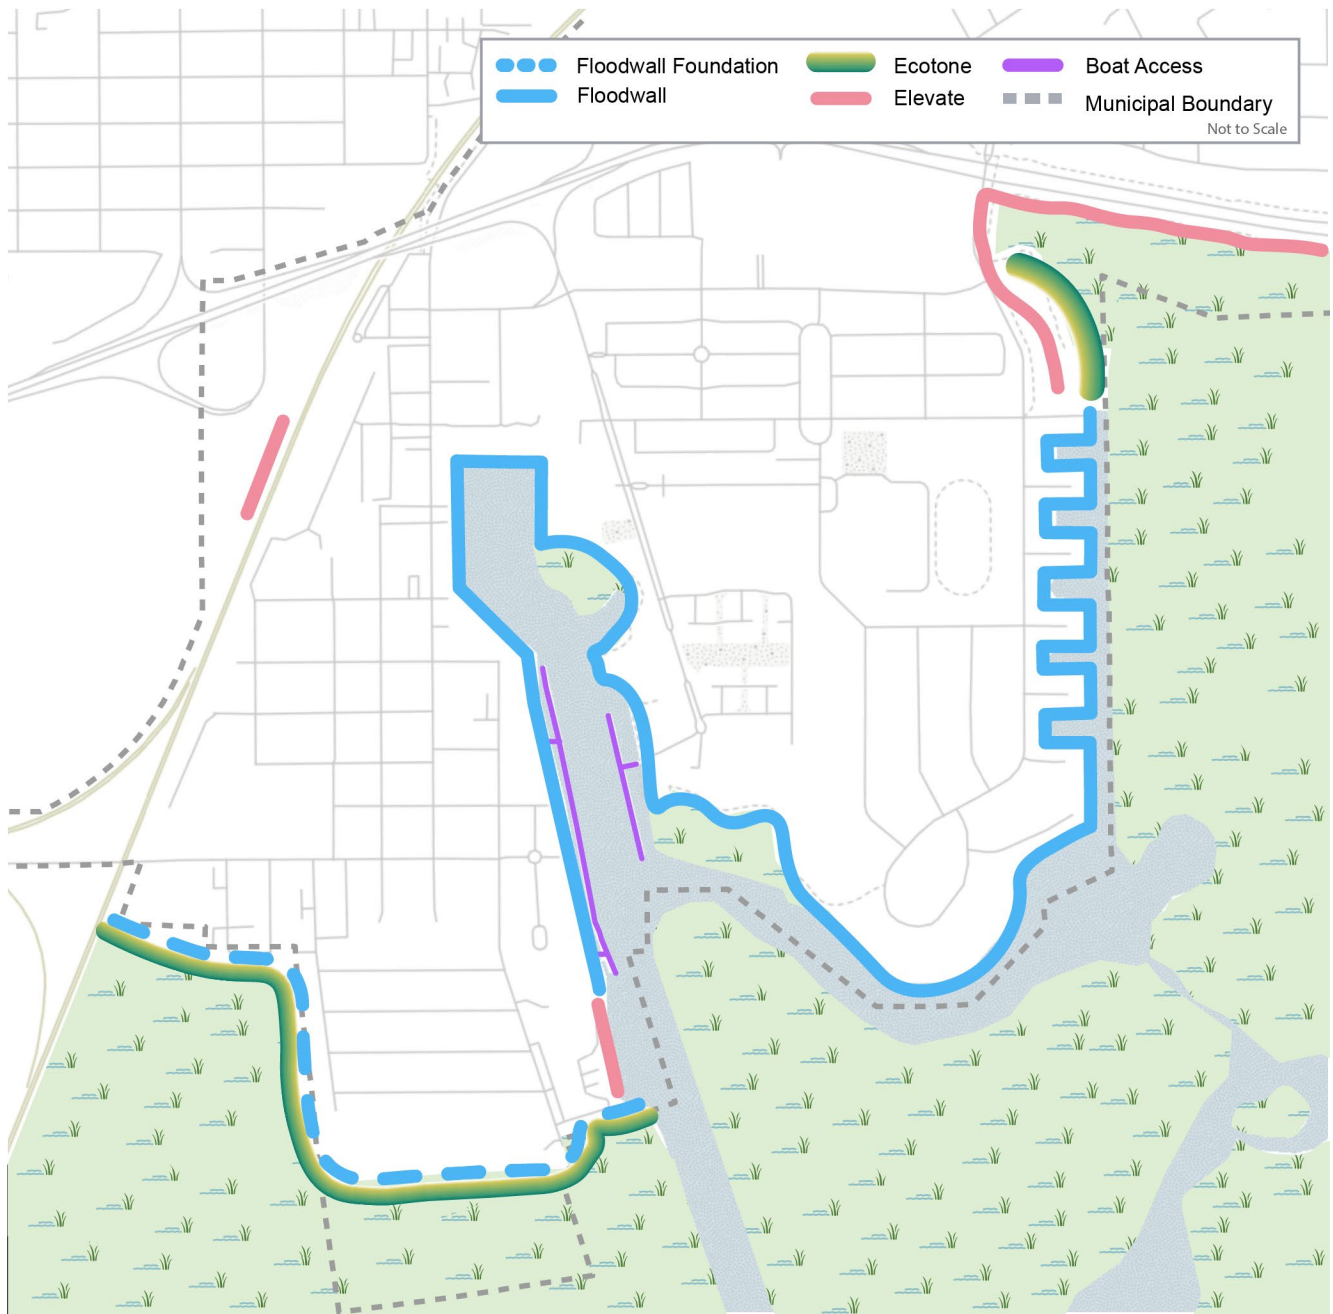 Floodwall Foundation
Floodwall
Ecotone
Elevate
Boat Access
Municipal Boundary
Not to Scale